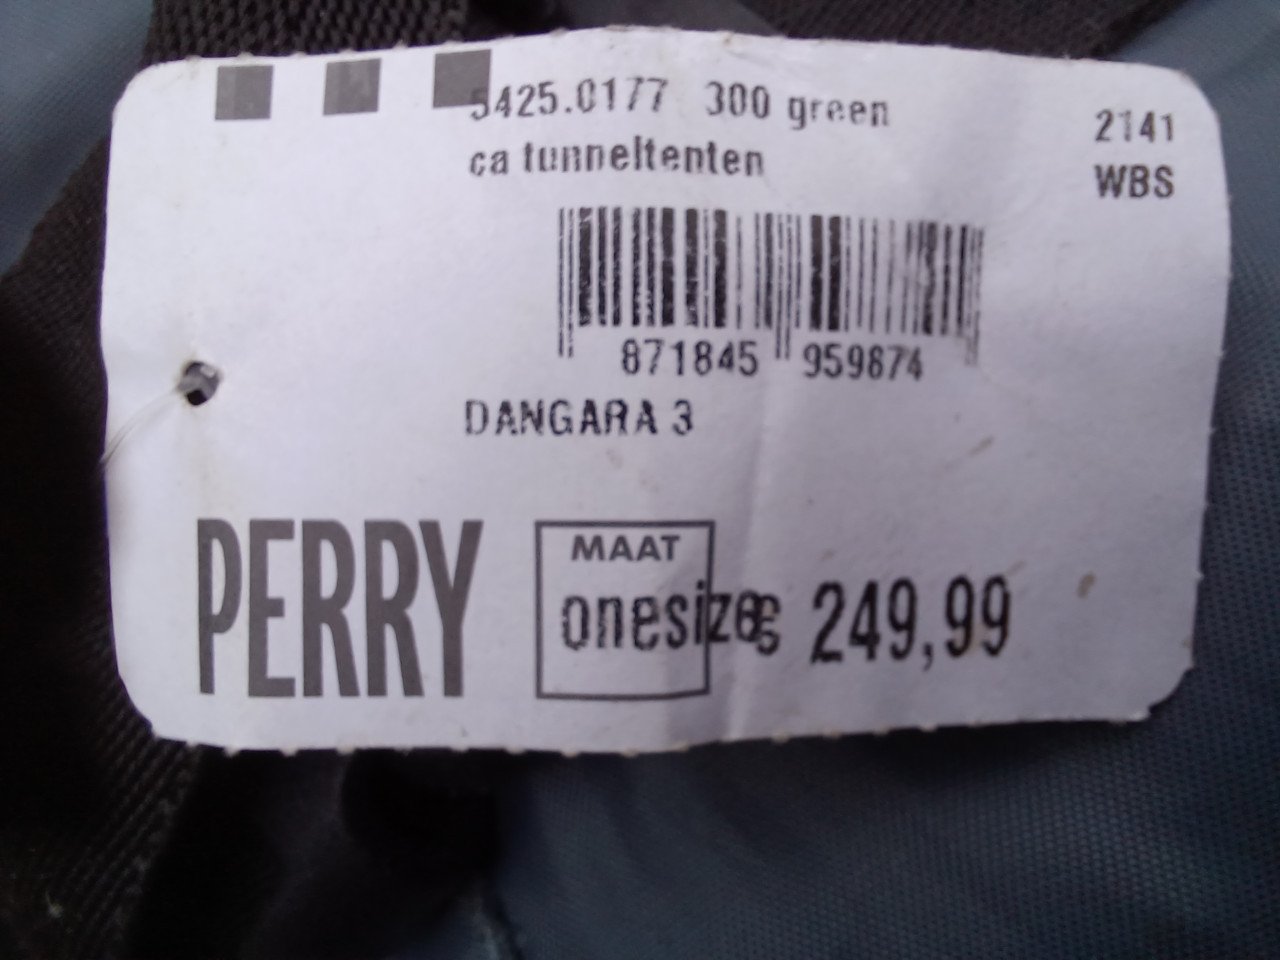 5425.0177 300 green
2141
ca tunneltenten
WBS
871845 959874
DANGARA 3
PERRY
MAAT
onesize € 249,99